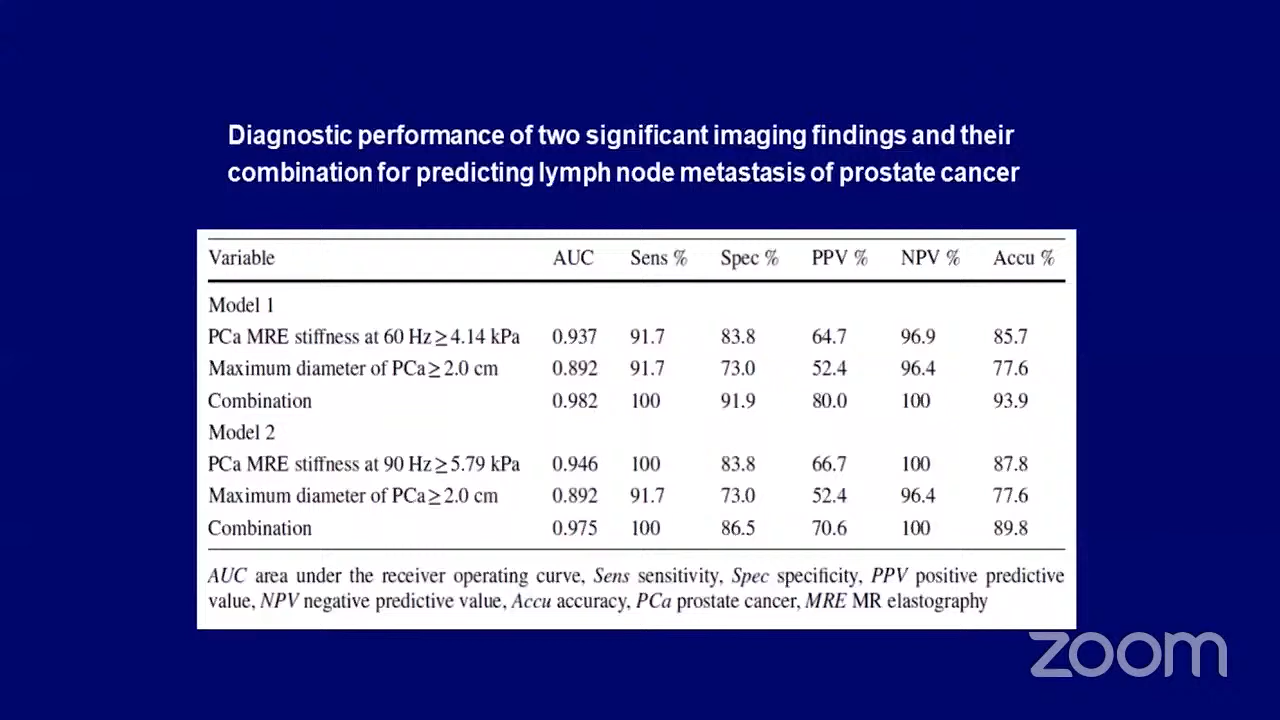 Diagnostic performance of two significant imaging findings and their
combination for predicting lymph node metastasis of prostate cancer
Variable AUC Sens % Spec % PPV % NPV % Accu %
Model 1
PCa MRE stiffness at 60 Hz ≥ 4.14 kPa 0.937 91.7 83.8 64.7 96.9 85.7
Maximum diameter of PCa ≥ 2.0 cm 0.892 91.7 73.0 52.4 96.4 77.6
Combination 0.982 100 91.9 80.0 100 93.9
Model 2
PCa MRE stiffness at 90 Hz ≥ 5.79 kPa 0.946 100 83.8 66.7 100 87.8
Maximum diameter of PCa ≥ 2.0 cm 0.892 91.7 73.0 52.4 96.4 77.6
Combination 0.975 100 86.5 70.6 100 89.8
AUC area under the receiver operating curve, Sens sensitivity, Spec specificity, PPV positive predictive
value, NPV negative predictive value, Accu accuracy, PCa prostate cancer, MRE MR elastography
zoom